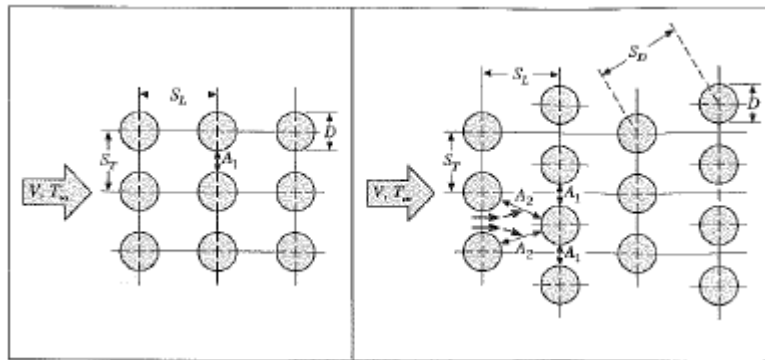 S_L
D
S_T
A_1
V, T_∞
S_D
S_L
D
S_T
A_2
A_1
V, T_∞
A_2
A_1